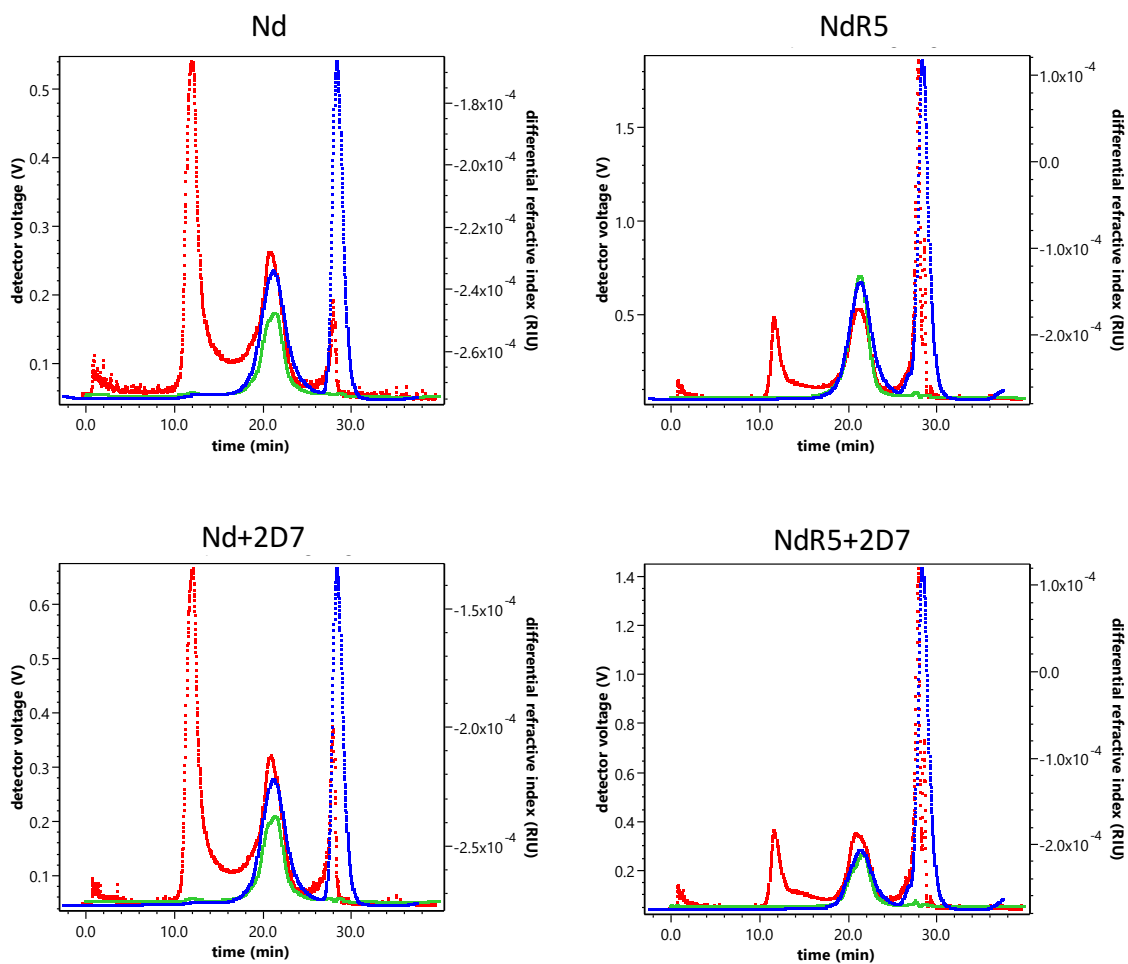 Nd
NdR5
detector voltage (V)
0.5
0.4
0.3
0.2
0.1
-1.8x10⁻⁴
-2.0x10⁻⁴
-2.2x10⁻⁴
-2.4x10⁻⁴
-2.6x10⁻⁴
differential refractive index (RIU)
0.0
10.0
20.0
30.0
time (min)
detector voltage (V)
1.5
1.0
0.5
1.0x10⁻⁴
0.0
-1.0x10⁻⁴
-2.0x10⁻⁴
differential refractive index (RIU)
0.0
10.0
20.0
30.0
time (min)
Nd+2D7
NdR5+2D7
detector voltage (V)
0.6
0.5
0.4
0.3
0.2
0.1
-1.5x10⁻⁴
-2.0x10⁻⁴
-2.5x10⁻⁴
differential refractive index (RIU)
0.0
10.0
20.0
30.0
time (min)
detector voltage (V)
1.4
1.2
1.0
0.8
0.6
0.4
0.2
1.0x10⁻⁴
0.0
-1.0x10⁻⁴
-2.0x10⁻⁴
differential refractive index (RIU)
0.0
10.0
20.0
30.0
time (min)